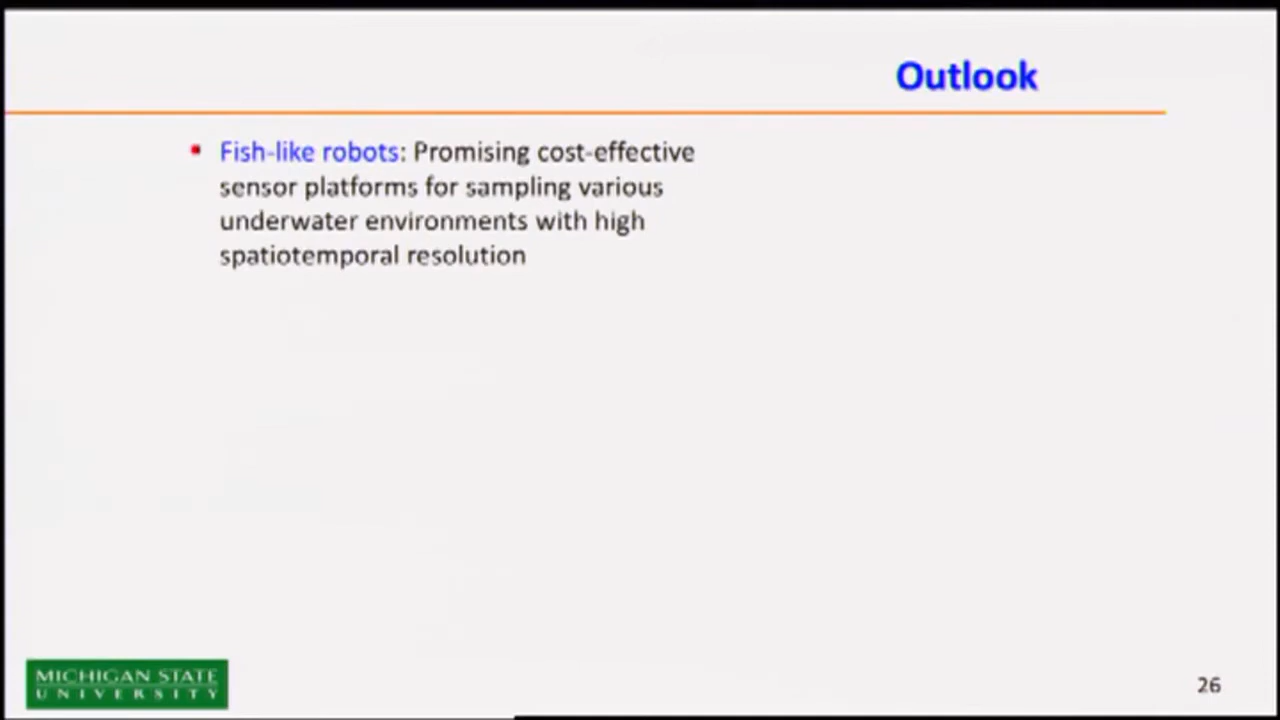 Outlook
Fish-like robots: Promising cost-effective
sensor platforms for sampling various
underwater environments with high
spatiotemporal resolution
MICHIGAN STATE
UNIVERSITY
26